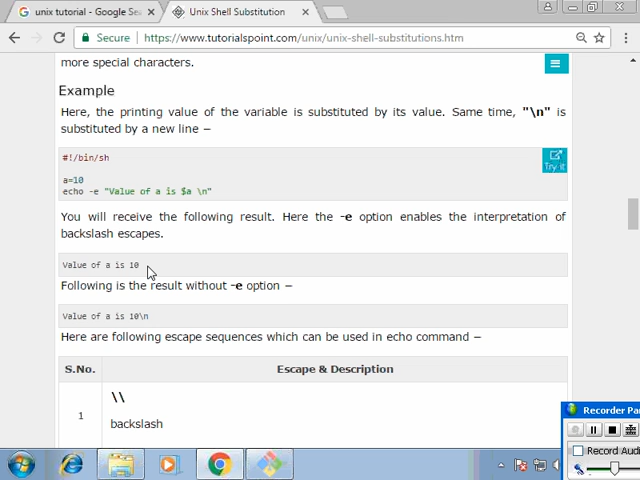 unix tutorial - Google Sea
Unix Shell Substitution
Secure
https://www.tutorialspoint.com/unix/unix-shell-substitutions.htm
more special characters.
Example
Here, the printing value of the variable is substituted by its value. Same time, "\n" is
substituted by a new line −
#!/bin/sh
Try it
a=10
echo -e "Value of a is $a \n"
You will receive the following result. Here the -e option enables the interpretation of
backslash escapes.
Value of a is 10
Following is the result without -e option −
Value of a is 10\n
Here are following escape sequences which can be used in echo command −
S.No. Escape & Description
\\
1
backslash
Recorder Pa
Record Audi